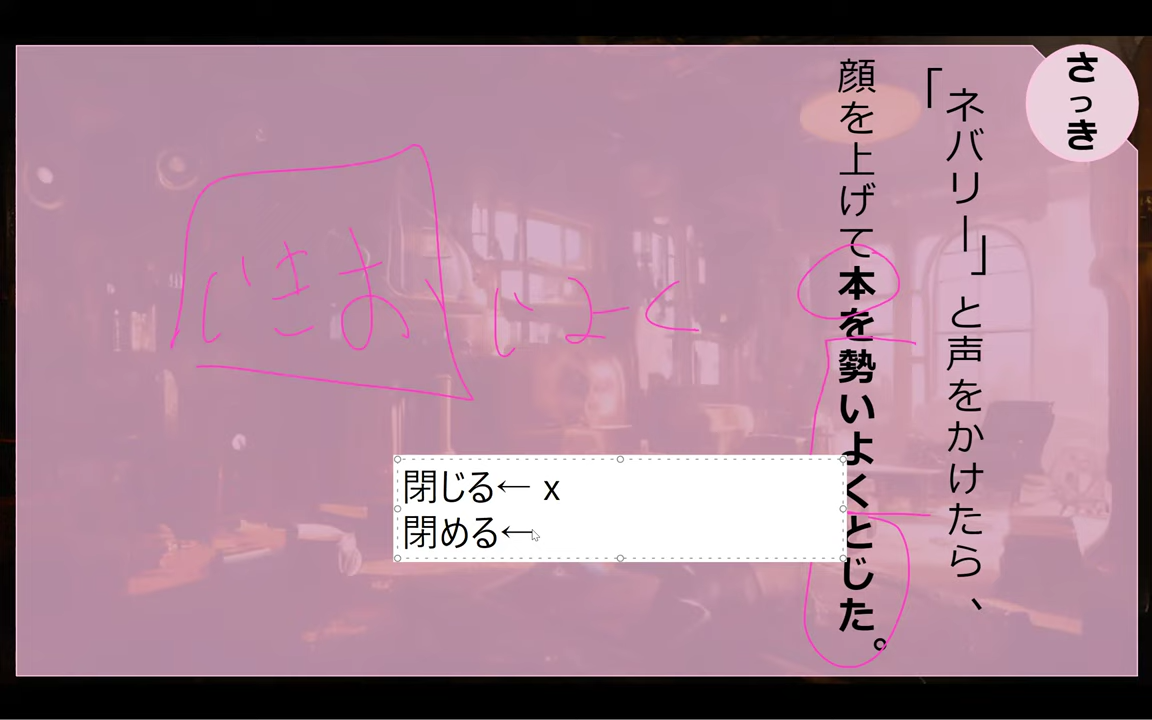 さっき
「ネバリー」と声をかけたら、
顔を上げて本を勢いよくとじた。
いきおいよく
閉じる← x
閉める←